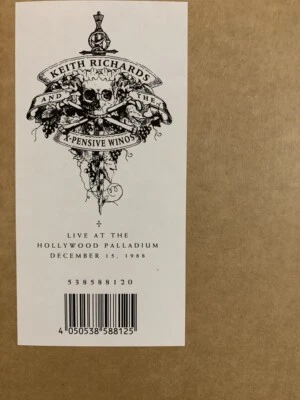 KEITH RICHARDS
AND THE
X-PENSIVE WINOS
LIVE AT THE
HOLLYWOOD PALLADIUM
DECEMBER 15, 1988
538588120
4 050538 588125